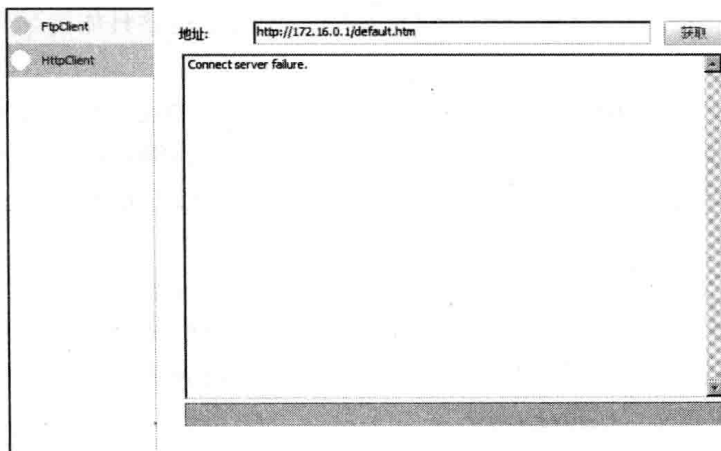 FtpClient
地址:
http://172.16.0.1/default.htm
获取
HttpClient
Connect server failure.